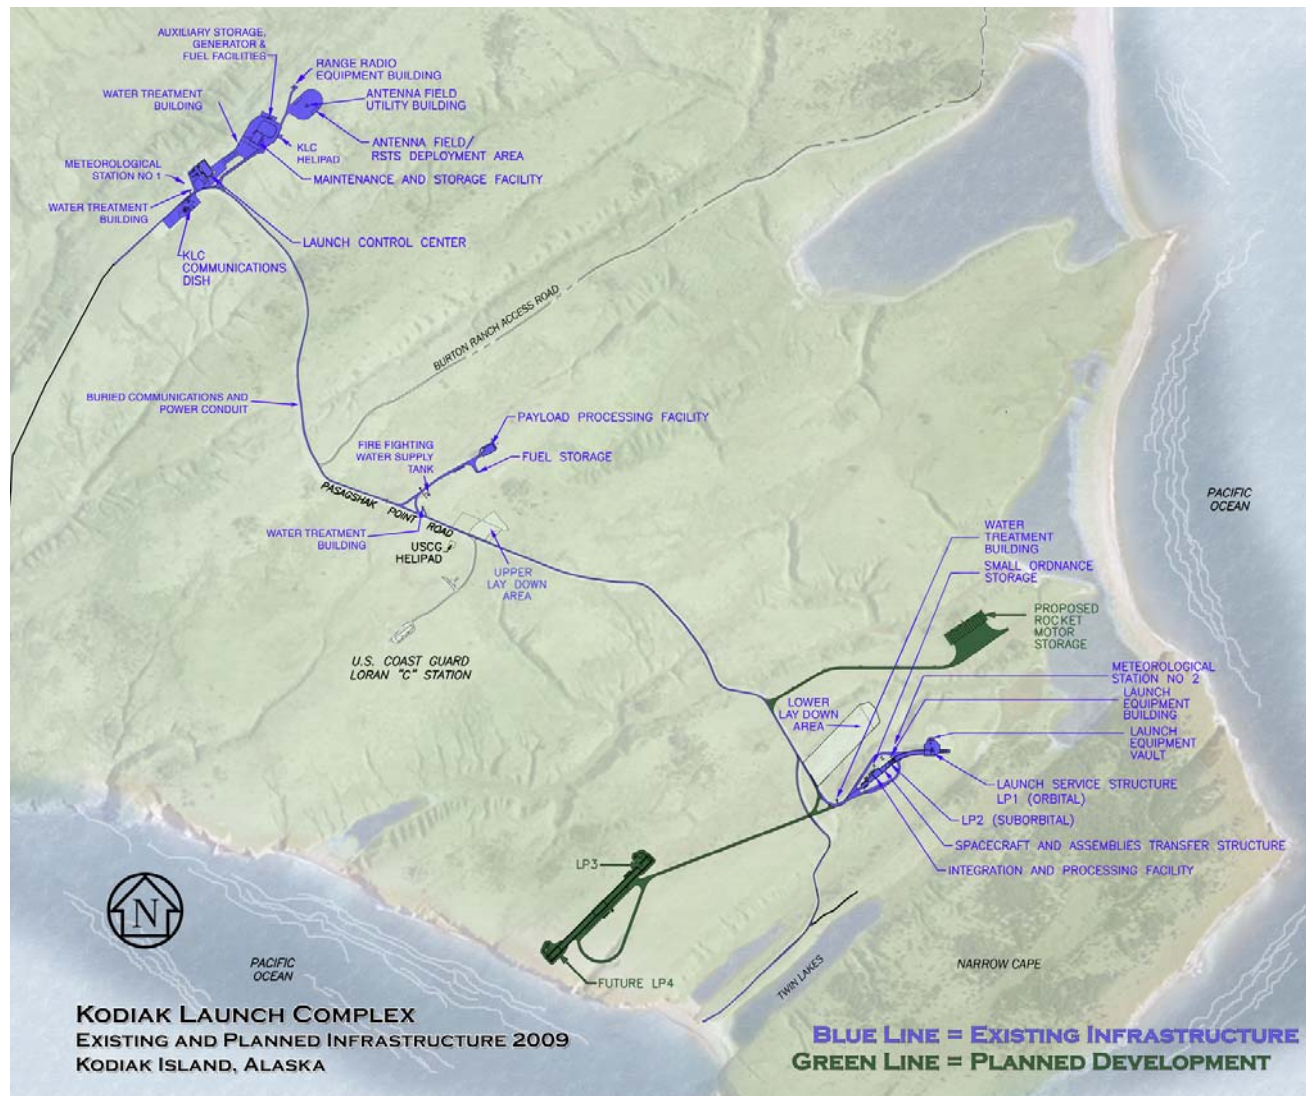 AUXILIARY STORAGE,
GENERATOR &
FUEL FACILITIES
RANGE RADIO
EQUIPMENT BUILDING
WATER TREATMENT
BUILDING
ANTENNA FIELD
UTILITY BUILDING
ANTENNA FIELD/
RSTS DEPLOYMENT AREA
KLC
HELIPAD
METEOROLOGICAL
STATION NO 1
MAINTENANCE AND STORAGE FACILITY
WATER TREATMENT
BUILDING
LAUNCH CONTROL CENTER
KLC
COMMUNICATIONS
DISH
BURTON RANCH ACCESS ROAD
BURIED COMMUNICATIONS AND
POWER CONDUIT
PAYLOAD PROCESSING FACILITY
FIRE FIGHTING
WATER SUPPLY
TANK
FUEL STORAGE
PASAGSHAK POINT ROAD
WATER TREATMENT
BUILDING
USCG
HELIPAD
UPPER
LAY DOWN
AREA
PACIFIC
OCEAN
WATER
TREATMENT
BUILDING
SMALL ORDNANCE
STORAGE
PROPOSED
ROCKET
MOTOR
STORAGE
U.S. COAST GUARD
LORAN "C" STATION
METEOROLOGICAL
STATION NO 2
LAUNCH
EQUIPMENT
BUILDING
LOWER
LAY DOWN
AREA
LAUNCH
EQUIPMENT
VAULT
LAUNCH SERVICE STRUCTURE
LP1 (ORBITAL)
LP2 (SUBORBITAL)
SPACECRAFT AND ASSEMBLIES TRANSFER STRUCTURE
INTEGRATION AND PROCESSING FACILITY
LP3
N
PACIFIC
OCEAN
FUTURE LP4
TWIN LAKES
NARROW CAPE
KODIAK LAUNCH COMPLEX
EXISTING AND PLANNED INFRASTRUCTURE 2009
KODIAK ISLAND, ALASKA
BLUE LINE = EXISTING INFRASTRUCTURE
GREEN LINE = PLANNED DEVELOPMENT